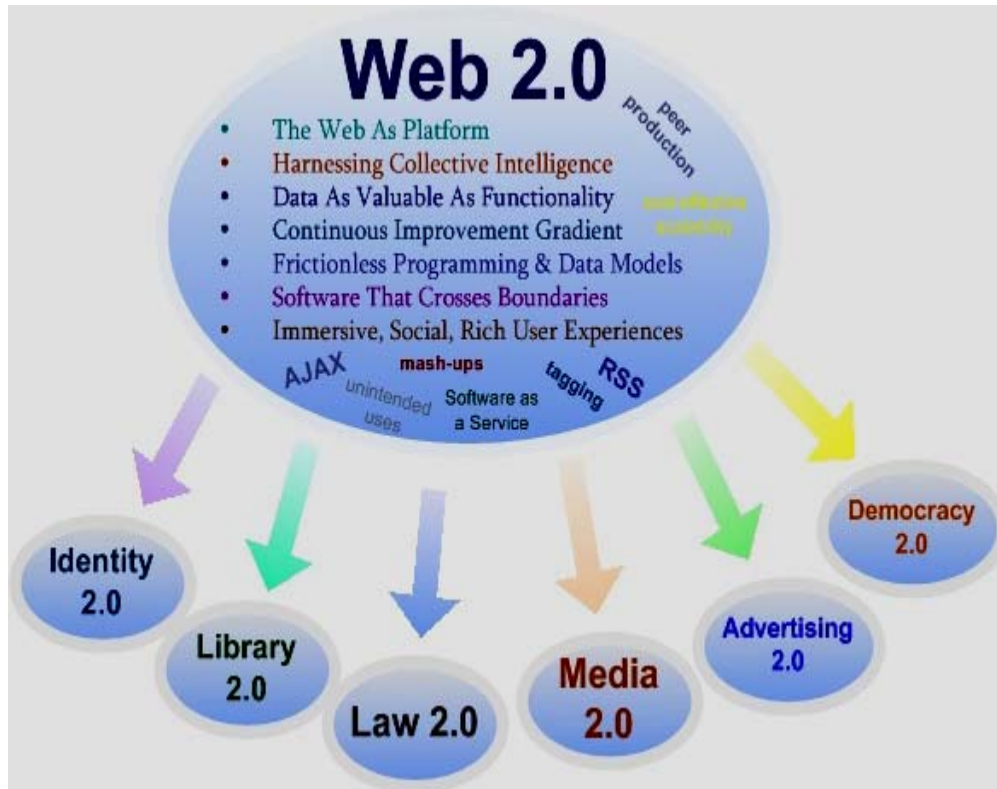 Web 2.0
peer
production
• The Web As Platform
• Harnessing Collective Intelligence
• Data As Valuable As Functionality
• Continuous Improvement Gradient
• Frictionless Programming & Data Models
• Software That Crosses Boundaries
• Immersive, Social, Rich User Experiences
AJAX
mash-ups
tagging
RSS
unintended
uses
Software as
a Service
Identity
2.0
Library
2.0
Law 2.0
Media
2.0
Advertising
2.0
Democracy
2.0